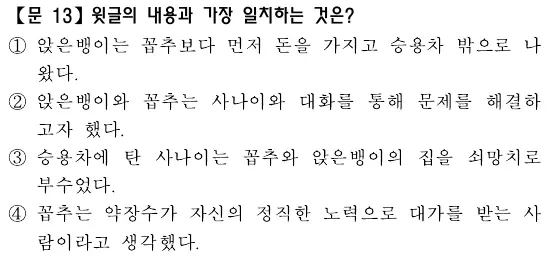 【문 13】윗글의 내용과 가장 일치하는 것은?
① 앉은뱅이는 꼽추보다 먼저 돈을 가지고 승용차 밖으로 나
왔다.
② 앉은뱅이와 꼽추는 사나이와 대화를 통해 문제를 해결하
고자 했다.
③ 승용차에 탄 사나이는 꼽추와 앉은뱅이의 집을 쇠망치로
부수었다.
④ 꼽추는 약장수가 자신의 정직한 노력으로 대가를 받는 사
람이라고 생각했다.